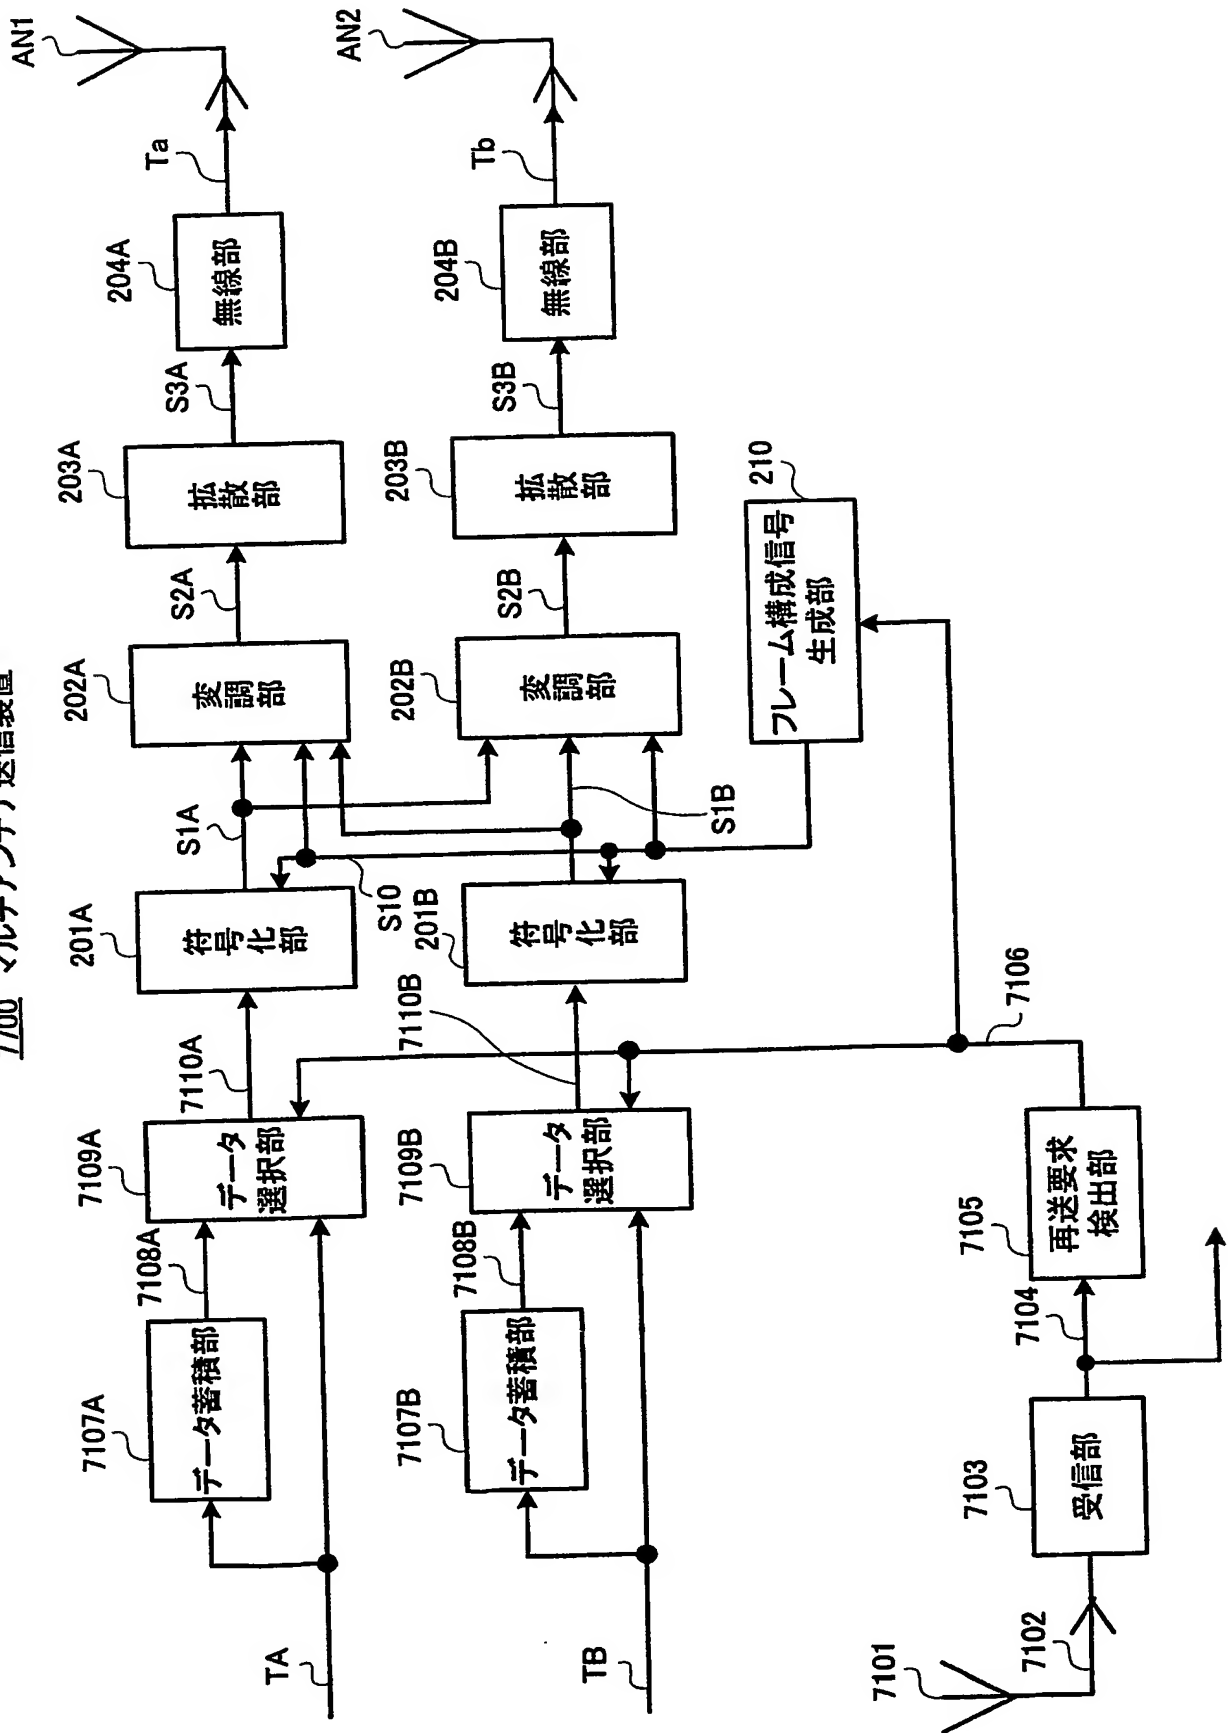 7700 マルチアンテナ送信装置
AN1
Ta
204A
無線部
S3A
203A
拡散部
S2A
202A
変調部
S1A
201A
符号化部
7110A
7109A
データ選択部
7108A
7107A
データ蓄積部
TA
AN2
Tb
204B
無線部
S3B
203B
拡散部
S2B
202B
変調部
S1B
S10
201B
符号化部
7110B
7109B
データ選択部
7108B
7107B
データ蓄積部
TB
210
フレーム構成信号
生成部
7106
7105
再送要求
検出部
7104
7103
受信部
7102
7101